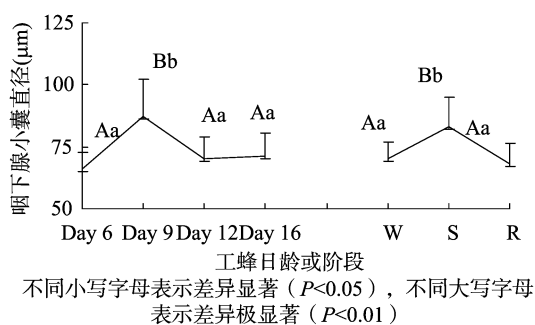 咽下腺小囊直径(μm)
125
100
75
50
Aa
Bb
Aa
Aa
Aa
Bb
Aa
Day 6 Day 9 Day 12 Day 16 W S R
工蜂日龄或阶段
不同小写字母表示差异显著（P<0.05），不同大写字母
表示差异极显著（P<0.01）